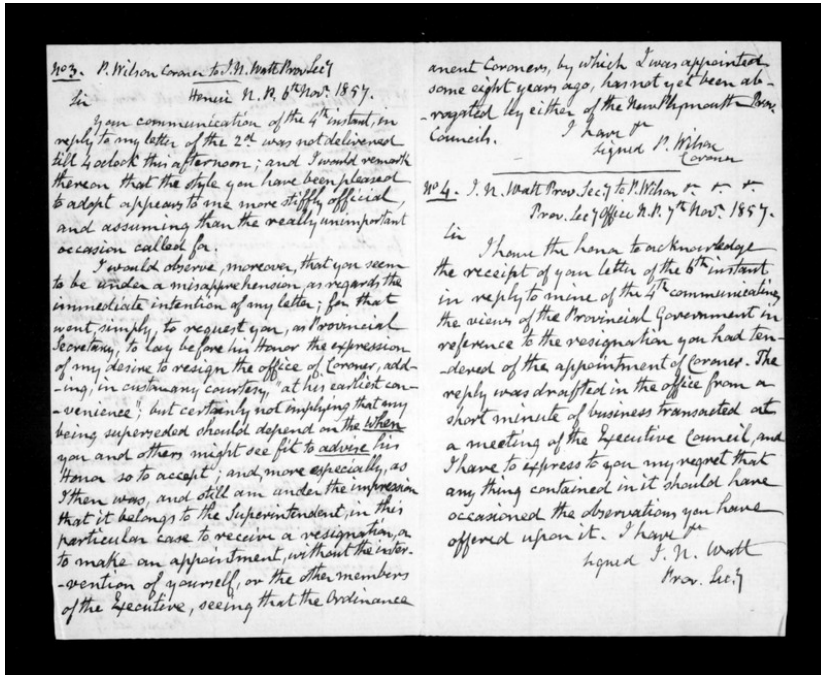 No 3. P. Wilson Coroner to I. N. Watt Prov. Secy
Sir Henui N. P. 6th Novr. 1857.
Your communication of the 4th instant, in
reply to my letter of the 2nd was not delivered
till 4 oclock this afternoon; and I would remark
thereon that the style you have been pleased
to adopt appears to me more stiffly official,
and assuming than the really unimportant
occasion called for.
I would observe, moreover, that you seem
to be under a misapprehension, as regards the
immediate intention of my letter; for that
went, simply, to request you, as Provincial
Secretary, to lay before his Honor the expression
of my desire to resign the office of Coroner, add-
-ing, in customary courtesy, "at his earliest con-
-venience"; but certainly not implying that my
being superseded should depend on the when
you and others might see fit to advise his
Honor so to accept; and, more especially, as
I then was, and still am under the impression
that it belongs to the Superintendent, in this
particular case to receive a resignation, or
to make an appointment, without the inter-
-vention of yourself, or the other members
of the Executive, seeing that the Ordinance
anent Coroners, by which I was appointed
some eight years ago, has not yet been ab-
-rogated by either of the New Plymouth Prov.
Councils. I have &c
signed P. Wilson
Coroner
No 4. I. N. Watt Prov. Secy to P. Wilson &c. &c. &c.
Prov. Secy Office N. P. 7th Novr. 1857.
Sir
I have the honor to acknowledge
the receipt of your letter of the 6th instant
in reply to mine of the 4th communicating
the views of the Provincial Government in
reference to the resignation you had ten-
-dered of the appointment of Coroner. The
reply was drafted in the office from a
short minute of business transacted at
a meeting of the Executive Council, and
I have to express to you my regret that
any thing contained in it should have
occasioned the observations you have
offered upon it. I have &c
signed I. N. Watt
Prov. Secy